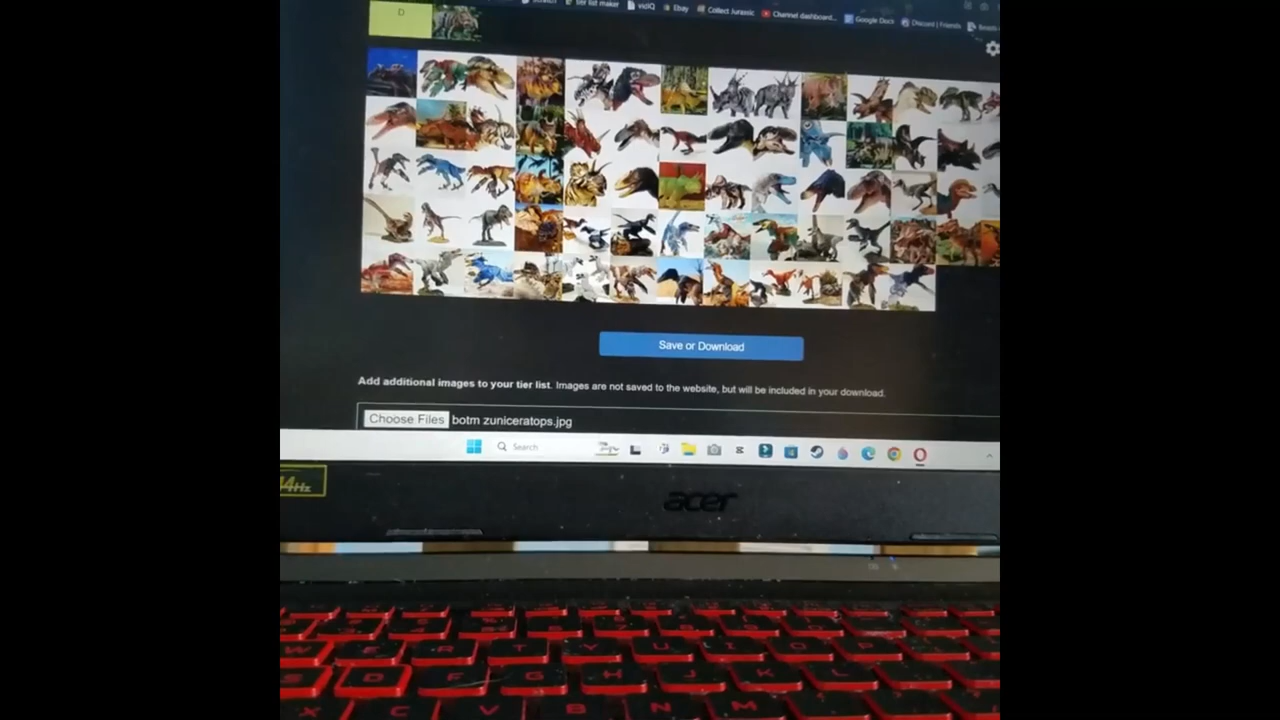 tier list maker vidIQ Ebay Collect Jurassic Channel dashboard... Google Docs Discord | Friends
D
Save or Download
Add additional images to your tier list. Images are not saved to the website, but will be included in your download.
Choose Files botm zuniceratops.jpg
Search
44Hz
acer
W E R T Y U I O P
S D F G H J K L
X C V B N M